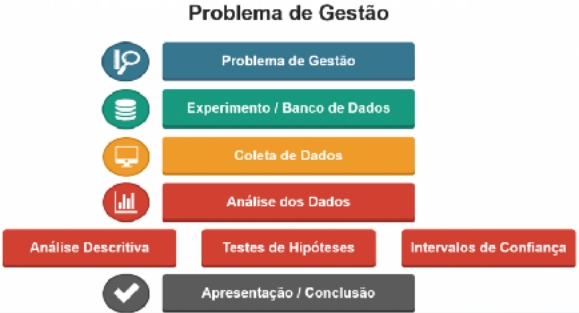 Problema de Gestão
Problema de Gestão
Experimento / Banco de Dados
Coleta de Dados
Análise dos Dados
Análise Descritiva
Testes de Hipóteses
Intervalos de Confiança
Apresentação / Conclusão